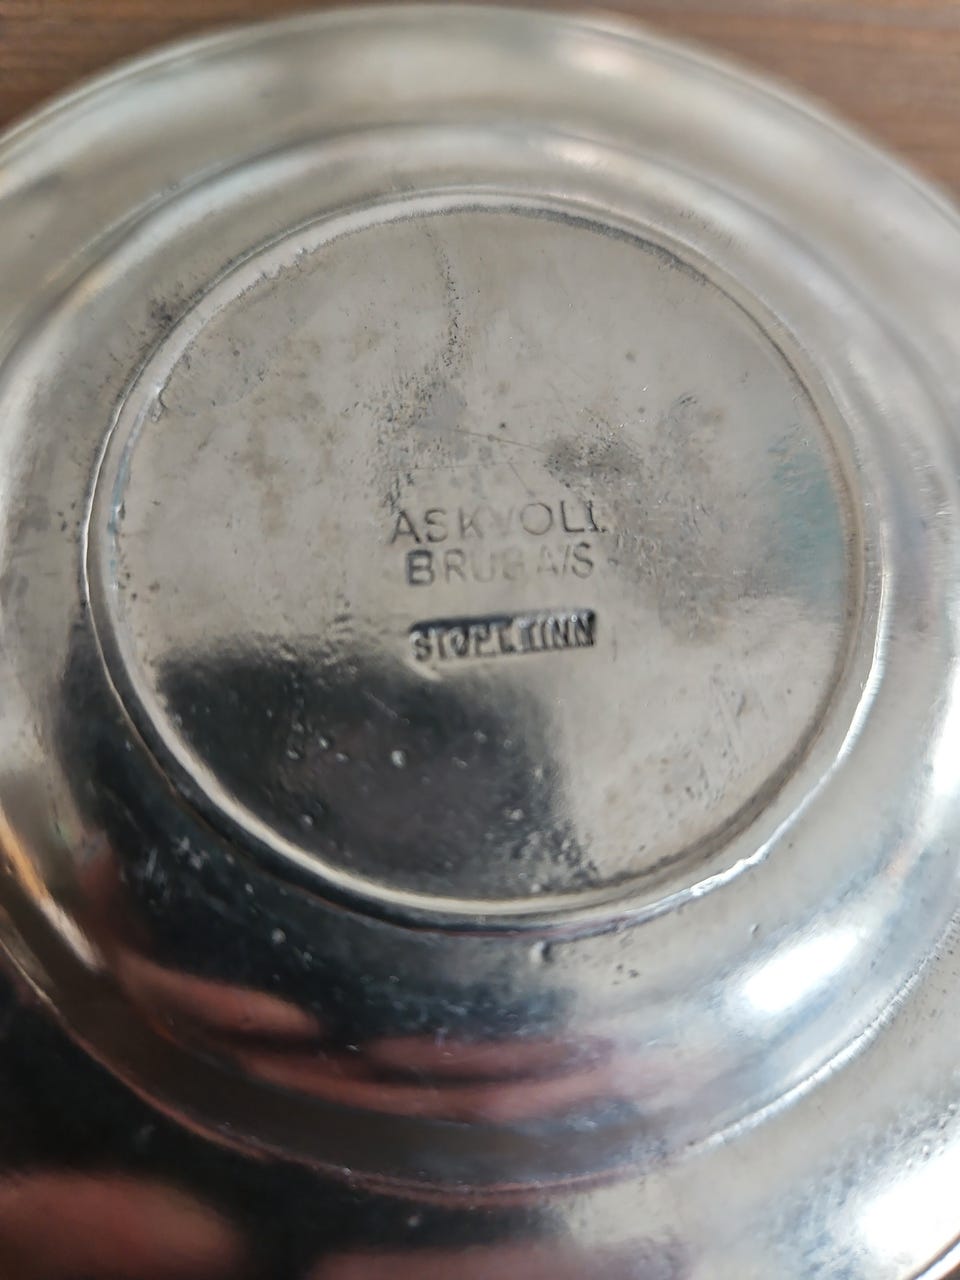 ASKVOLL
BRUG A/S
STØPT TINN